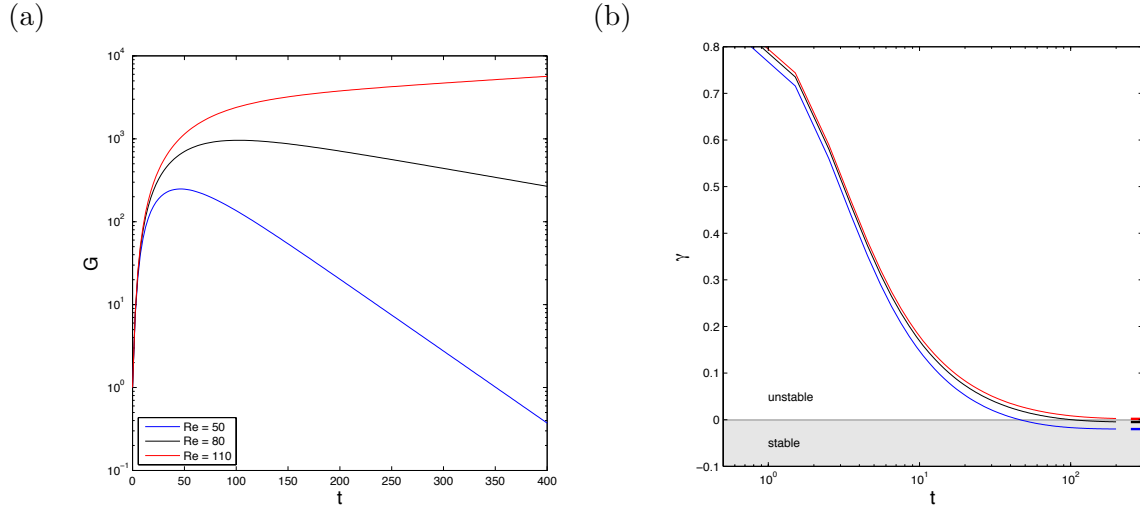 (a)
10^4
10^3
10^2
10^1
10^0
10^−1
G
0 50 100 150 200 250 300 350 400
t
Re = 50
Re = 80
Re = 110
(b)
0.8
0.7
0.6
0.5
0.4
0.3
0.2
0.1
0
−0.1
γ
unstable
stable
10^0 10^1 10^2
t